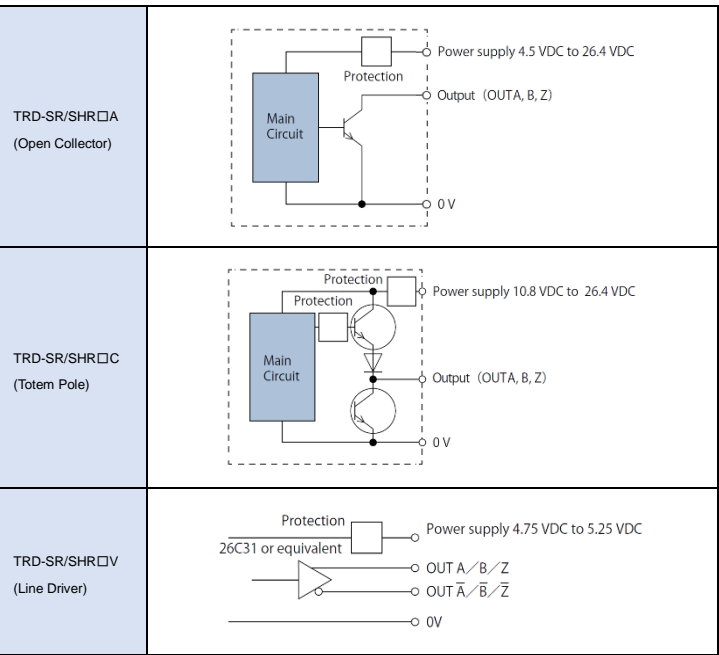 TRD-SR/SHR□A
(Open Collector)
Protection
Main
Circuit
Power supply 4.5 VDC to 26.4 VDC
Output (OUTA, B, Z)
0 V
TRD-SR/SHR□C
(Totem Pole)
Protection
Protection
Main
Circuit
Power supply 10.8 VDC to 26.4 VDC
Output (OUTA, B, Z)
0 V
TRD-SR/SHR□V
(Line Driver)
Protection
26C31 or equivalent
Power supply 4.75 VDC to 5.25 VDC
OUT A／B／Z
OUT A̅／B̅／Z̅
0V